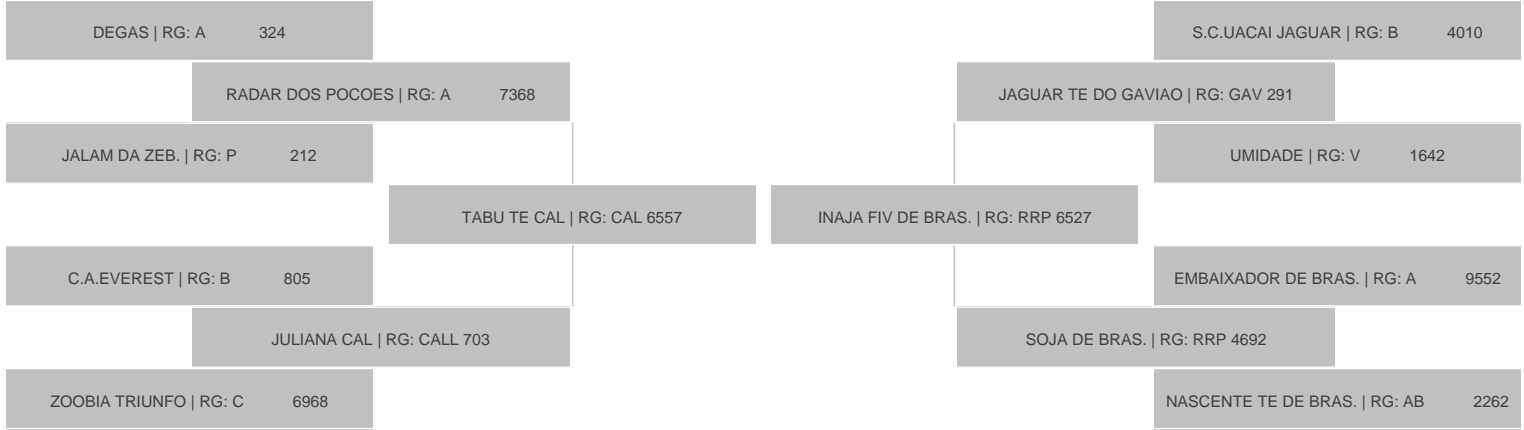 DEGAS | RG: A 324
S.C.UACAI JAGUAR | RG: B 4010
RADAR DOS POCOES | RG: A 7368
JAGUAR TE DO GAVIAO | RG: GAV 291
JALAM DA ZEB. | RG: P 212
UMIDADE | RG: V 1642
TABU TE CAL | RG: CAL 6557
INAJA FIV DE BRAS. | RG: RRP 6527
C.A.EVEREST | RG: B 805
EMBAIXADOR DE BRAS. | RG: A 9552
JULIANA CAL | RG: CALL 703
SOJA DE BRAS. | RG: RRP 4692
ZOOBIA TRIUNFO | RG: C 6968
NASCENTE TE DE BRAS. | RG: AB 2262